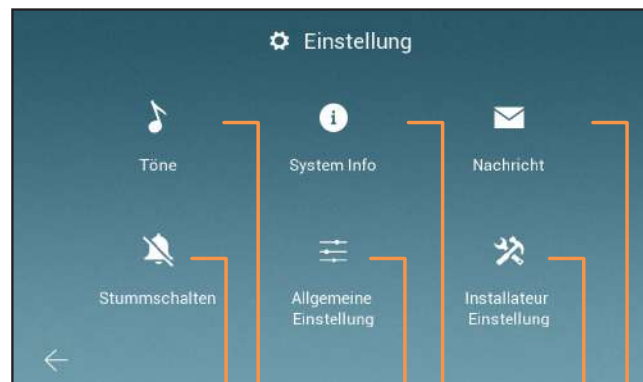 Einstellung
Töne
System Info
Nachricht
Stummschalten
Allgemeine
Einstellung
Installateur
Einstellung